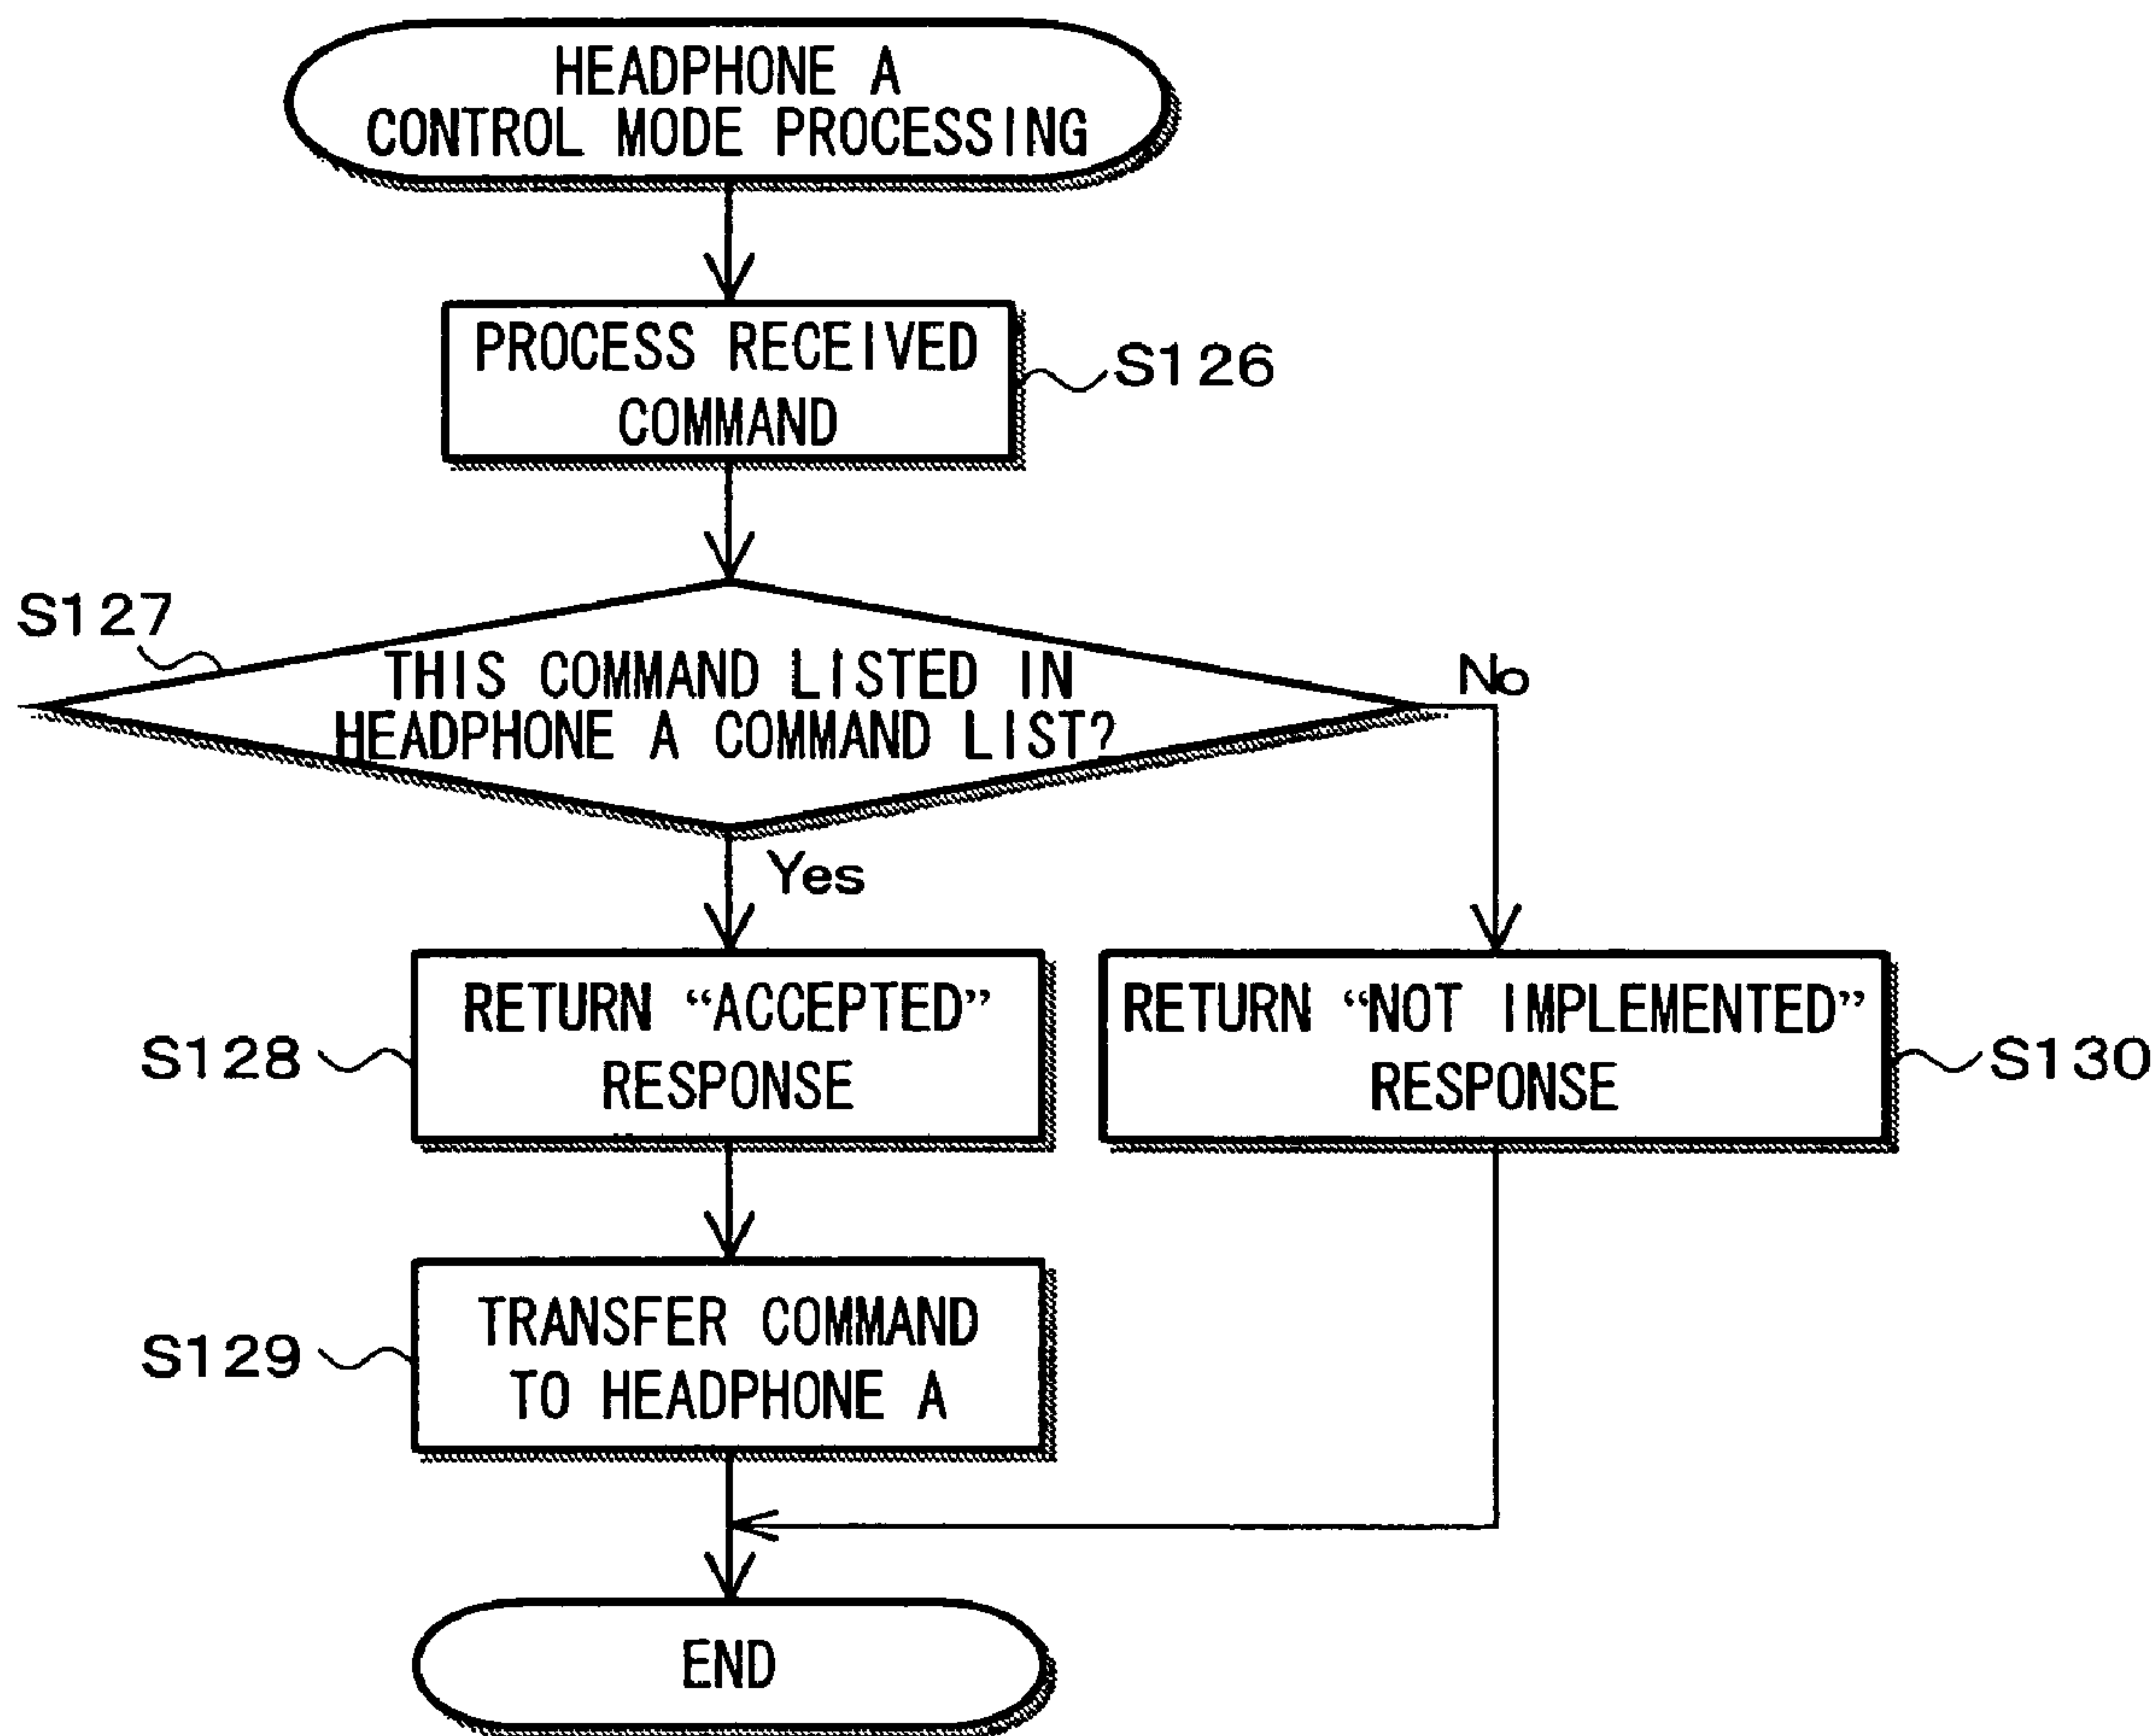 HEADPHONE A
CONTROL MODE PROCESSING
PROCESS RECEIVED
COMMAND
S126
S127
THIS COMMAND LISTED IN
HEADPHONE A COMMAND LIST?
No
Yes
RETURN “ACCEPTED”
RESPONSE
S128
RETURN “NOT IMPLEMENTED”
RESPONSE
S130
TRANSFER COMMAND
TO HEADPHONE A
S129
END